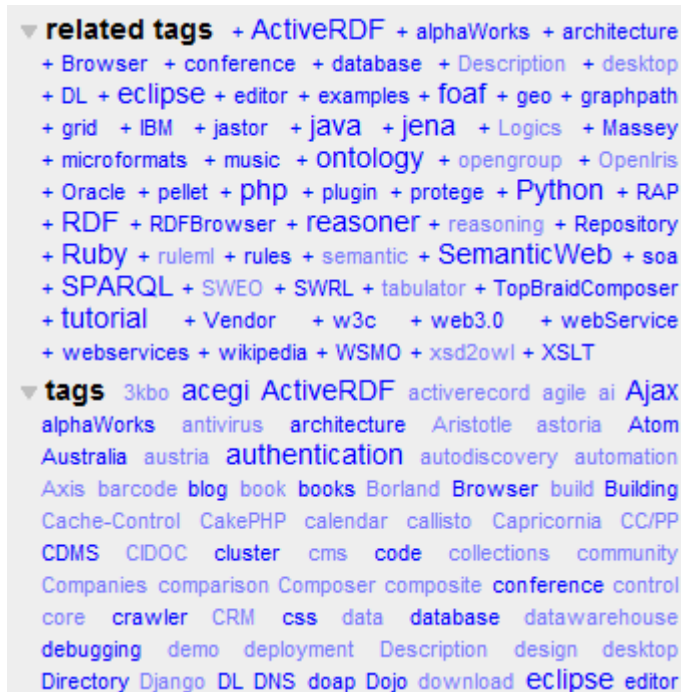 related tags + ActiveRDF + alphaWorks + architecture
+ Browser + conference + database + Description + desktop
+ DL + eclipse + editor + examples + foaf + geo + graphpath
+ grid + IBM + jastor + java + jena + Logics + Massey
+ microformats + music + ontology + opengroup + OpenIris
+ Oracle + pellet + php + plugin + protege + Python + RAP
+ RDF + RDFBrowser + reasoner + reasoning + Repository
+ Ruby + ruleml + rules + semantic + SemanticWeb + soa
+ SPARQL + SWEO + SWRL + tabulator + TopBraidComposer
+ tutorial + Vendor + w3c + web3.0 + webService
+ webservices + wikipedia + WSMO + xsd2owl + XSLT
tags 3kbo acegi ActiveRDF activerecord agile ai Ajax
alphaWorks antivirus architecture Aristotle astoria Atom
Australia austria authentication autodiscovery automation
Axis barcode blog book books Borland Browser build Building
Cache-Control CakePHP calendar callisto Capricornia CC/PP
CDMS CIDOC cluster cms code collections community
Companies comparison Composer composite conference control
core crawler CRM css data database datawarehouse
debugging demo deployment Description design desktop
Directory Django DL DNS doap Dojo download eclipse editor